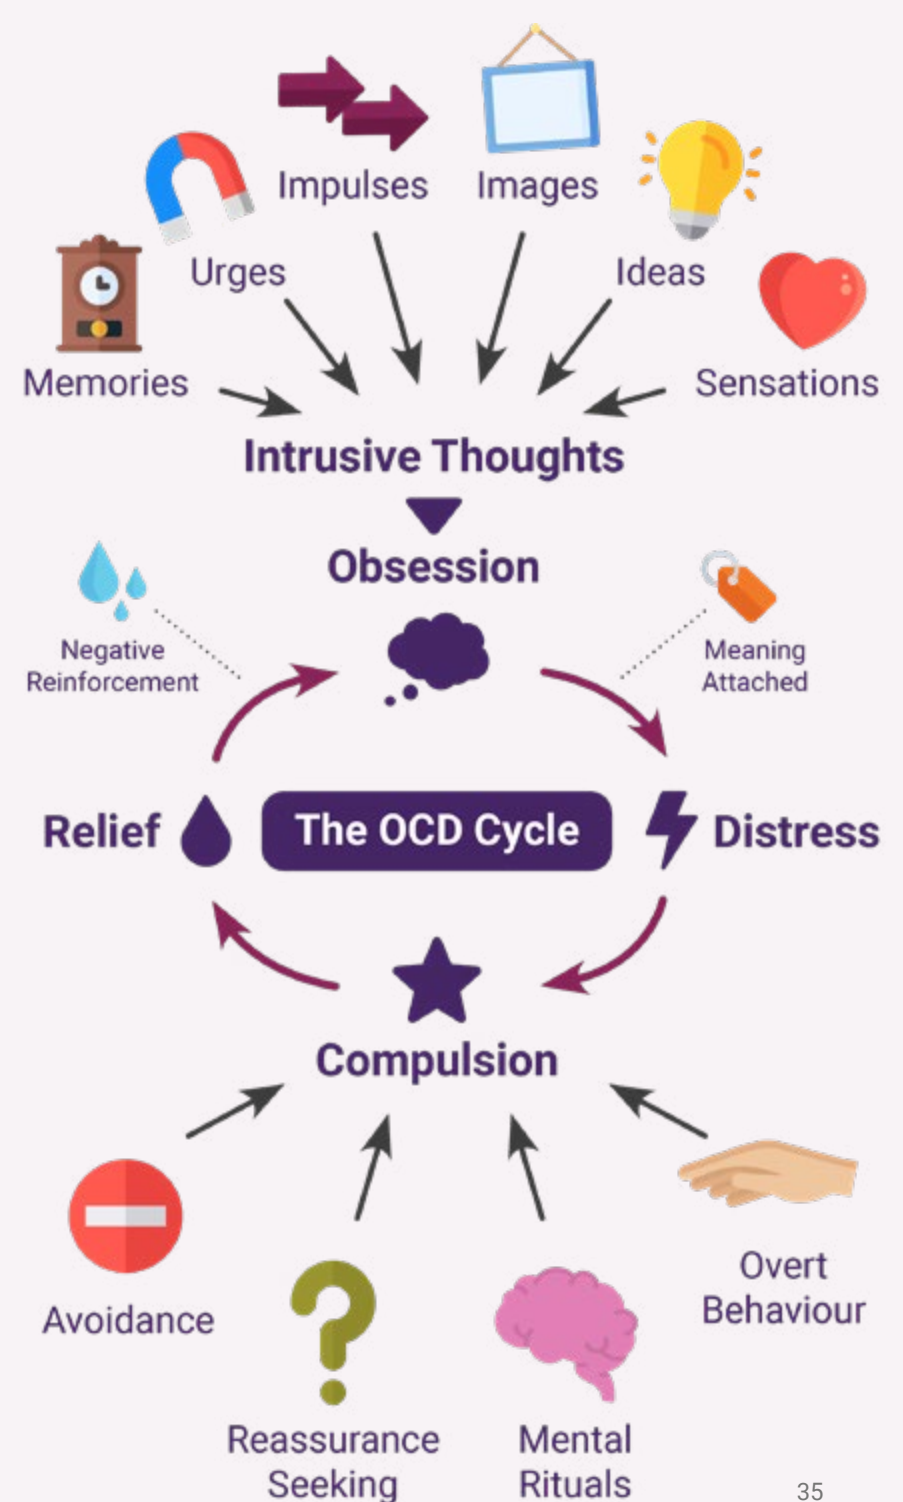 Impulses
Images
Urges
Ideas
Memories
Sensations
Intrusive Thoughts
Obsession
Negative
Reinforcement
Meaning
Attached
Relief
The OCD Cycle
Distress
Compulsion
Avoidance
Overt
Behaviour
Reassurance
Seeking
Mental
Rituals
35